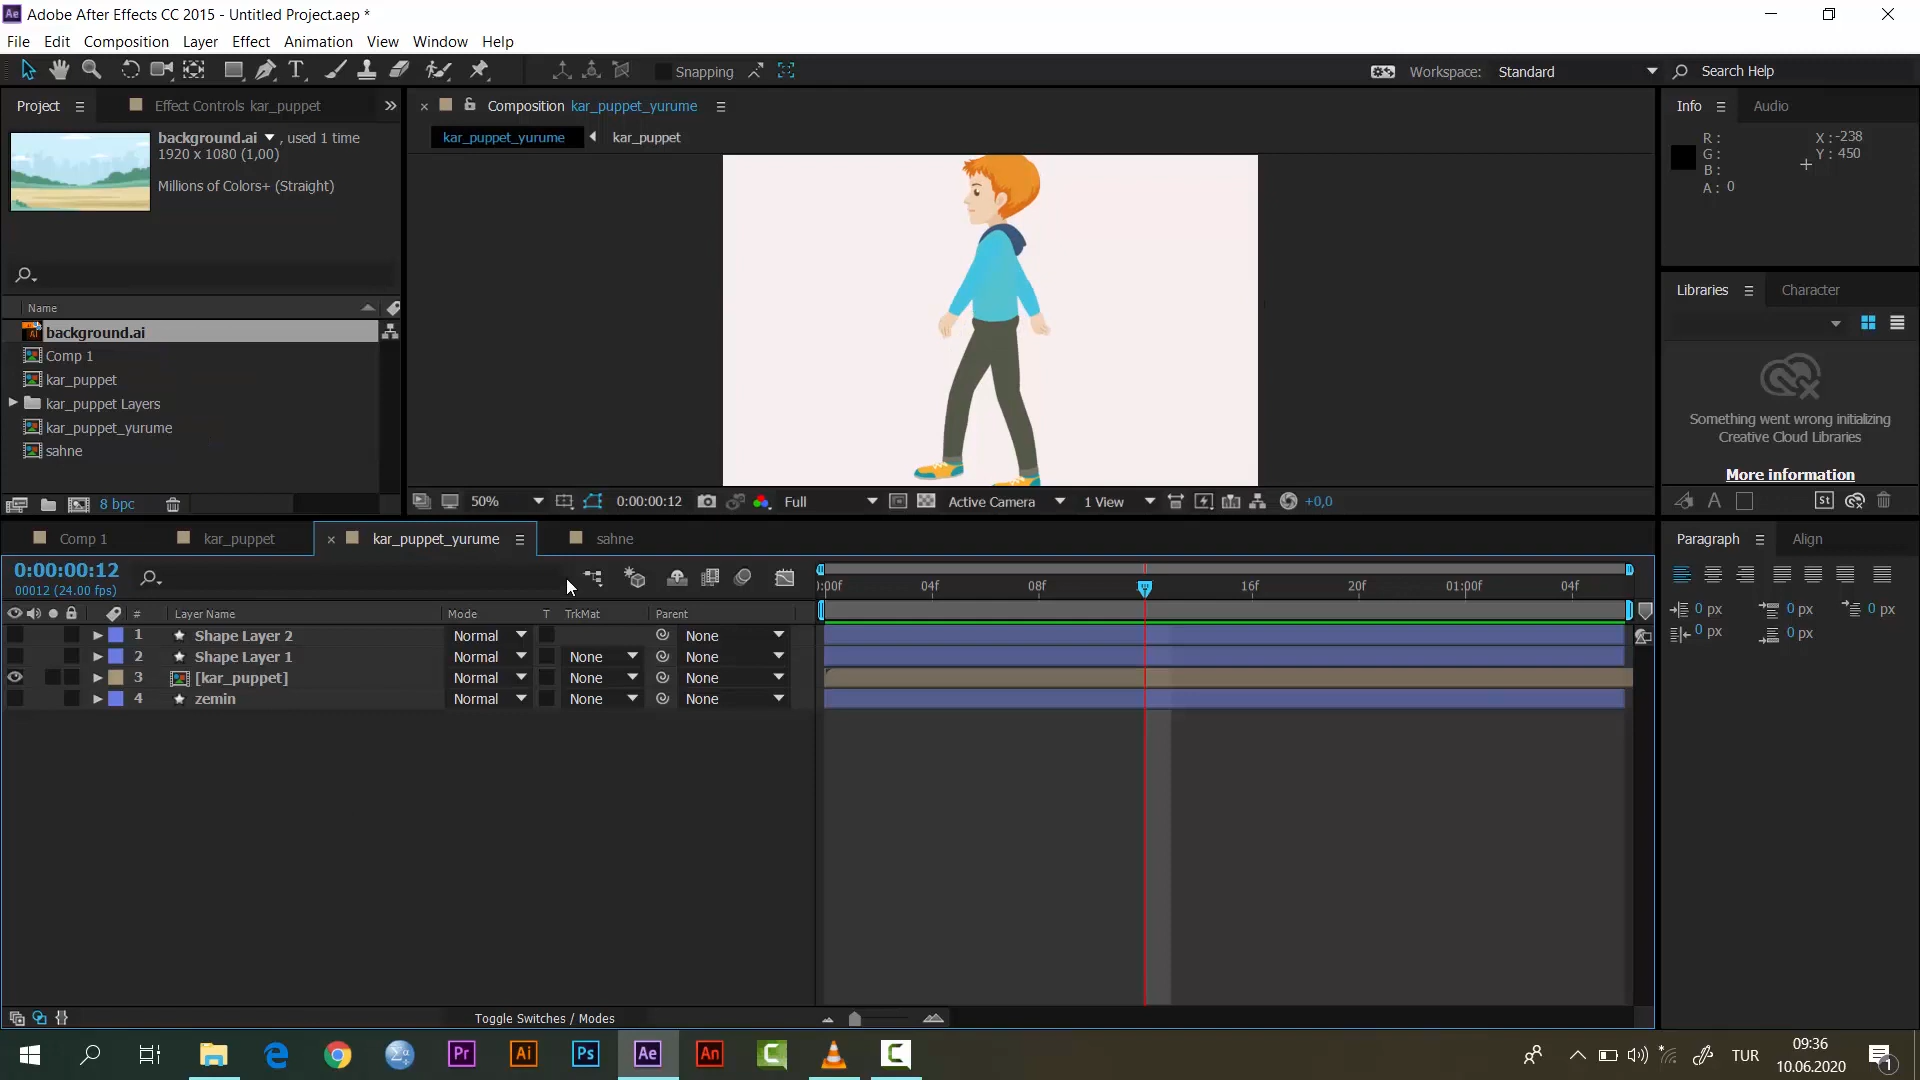 Adobe After Effects CC 2015 - Untitled Project.aep *
File Edit Composition Layer Effect Animation View Window Help
Snapping
Workspace: Standard
Search Help
Project
Effect Controls kar_puppet
background.ai , used 1 time
1920 x 1080 (1,00)
Millions of Colors+ (Straight)
Name
background.ai
Comp 1
kar_puppet
kar_puppet Layers
kar_puppet_yurume
sahne
8 bpc
Composition kar_puppet_yurume
kar_puppet_yurume kar_puppet
50% 0:00:00:12 Full Active Camera 1 View +0,0
Info Audio
R :
G :
B :
A : 0
X : -238
Y : 450
Libraries Character
Something went wrong initializing
Creative Cloud Libraries
More information
St
Comp 1 kar_puppet kar_puppet_yurume sahne
0:00:00:12
00012 (24.00 fps)
:00f 04f 08f 16f 20f 01:00f 04f
# Layer Name Mode T TrkMat Parent
1 Shape Layer 2 Normal None
2 Shape Layer 1 Normal None None
3 [kar_puppet] Normal None None
4 zemin Normal None None
Toggle Switches / Modes
Paragraph Align
0 px 0 px 0 px
0 px 0 px
Pr Ai Ps Ae An
TUR
09:36
10.06.2020
1